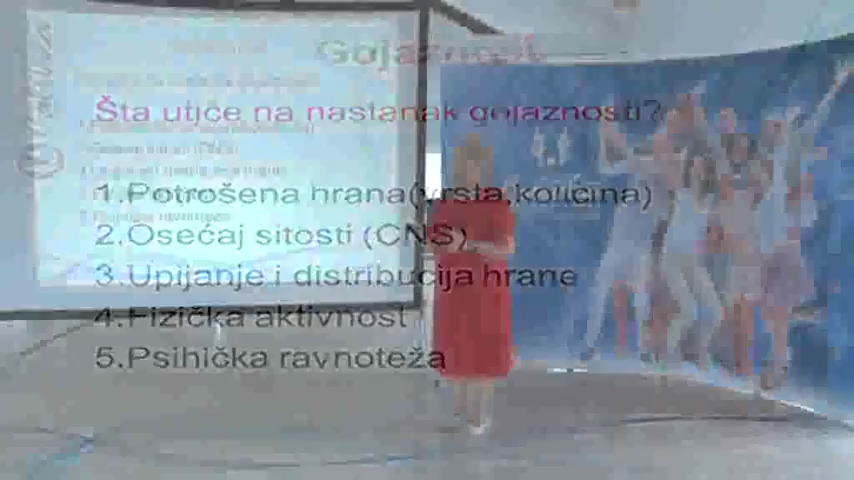 Gojaznost
Šta utiče na nastanak gojaznosti?
1.Potrošena hrana(vrsta,količina)
2.Osećaj sitosti (CNS)
3.Upijanje i distribucija hrane
4.Fizička aktivnost
5.Psihička ravnoteža